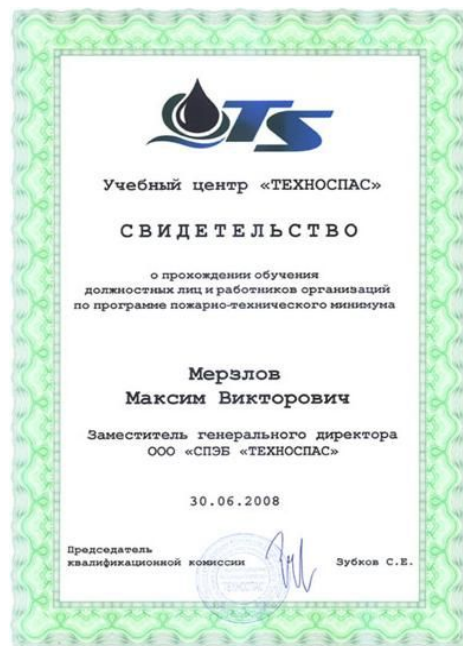 TS
Учебный центр «ТЕХНОСПАС»
СВИДЕТЕЛЬСТВО
о прохождении обучения
должностных лиц и работников организаций
по программе пожарно-технического минимума
Мерзлов
Максим Викторович
Заместитель генерального директора
ООО «СПЭБ «ТЕХНОСПАС»
30.06.2008
Председатель
квалификационной комиссии Зубков С.Е.